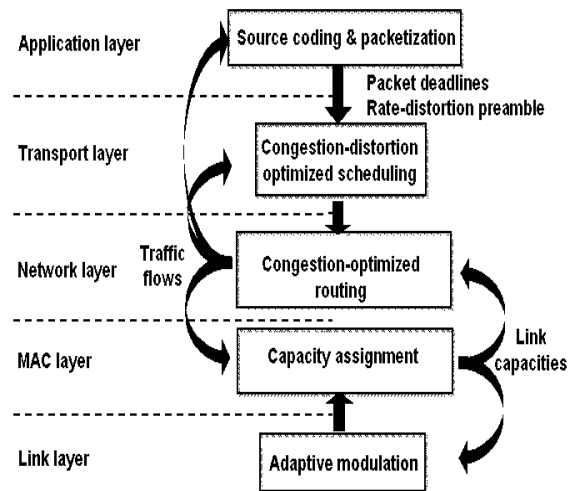 Application layer
Source coding & packetization
Packet deadlines
Rate-distortion preamble
Transport layer
Congestion-distortion
optimized scheduling
Traffic
flows
Network layer
Congestion-optimized
routing
MAC layer
Capacity assignment
Link
capacities
Link layer
Adaptive modulation